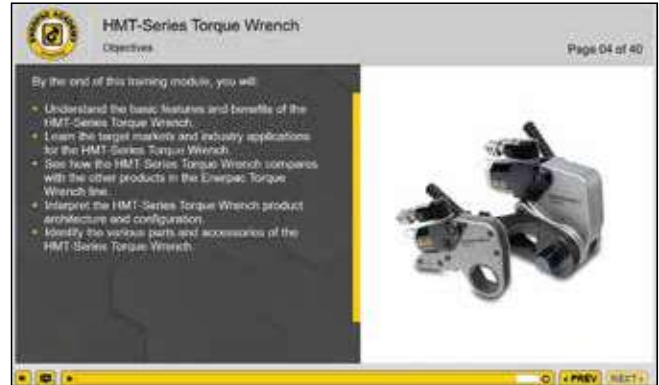 HMT-Series Torque Wrench
Objectives
Page 04 of 40
By the end of this training module, you will:
• Understand the basic features and benefits of the
HMT-Series Torque Wrench.
• Learn the target markets and industry applications
for the HMT-Series Torque Wrench.
• See how the HMT-Series Torque Wrench compares
with the other products in the Enerpac Torque
Wrench line.
• Interpret the HMT-Series Torque Wrench product
architecture and configuration.
• Identify the various parts and accessories of the
HMT-Series Torque Wrench.
PREV
NEXT